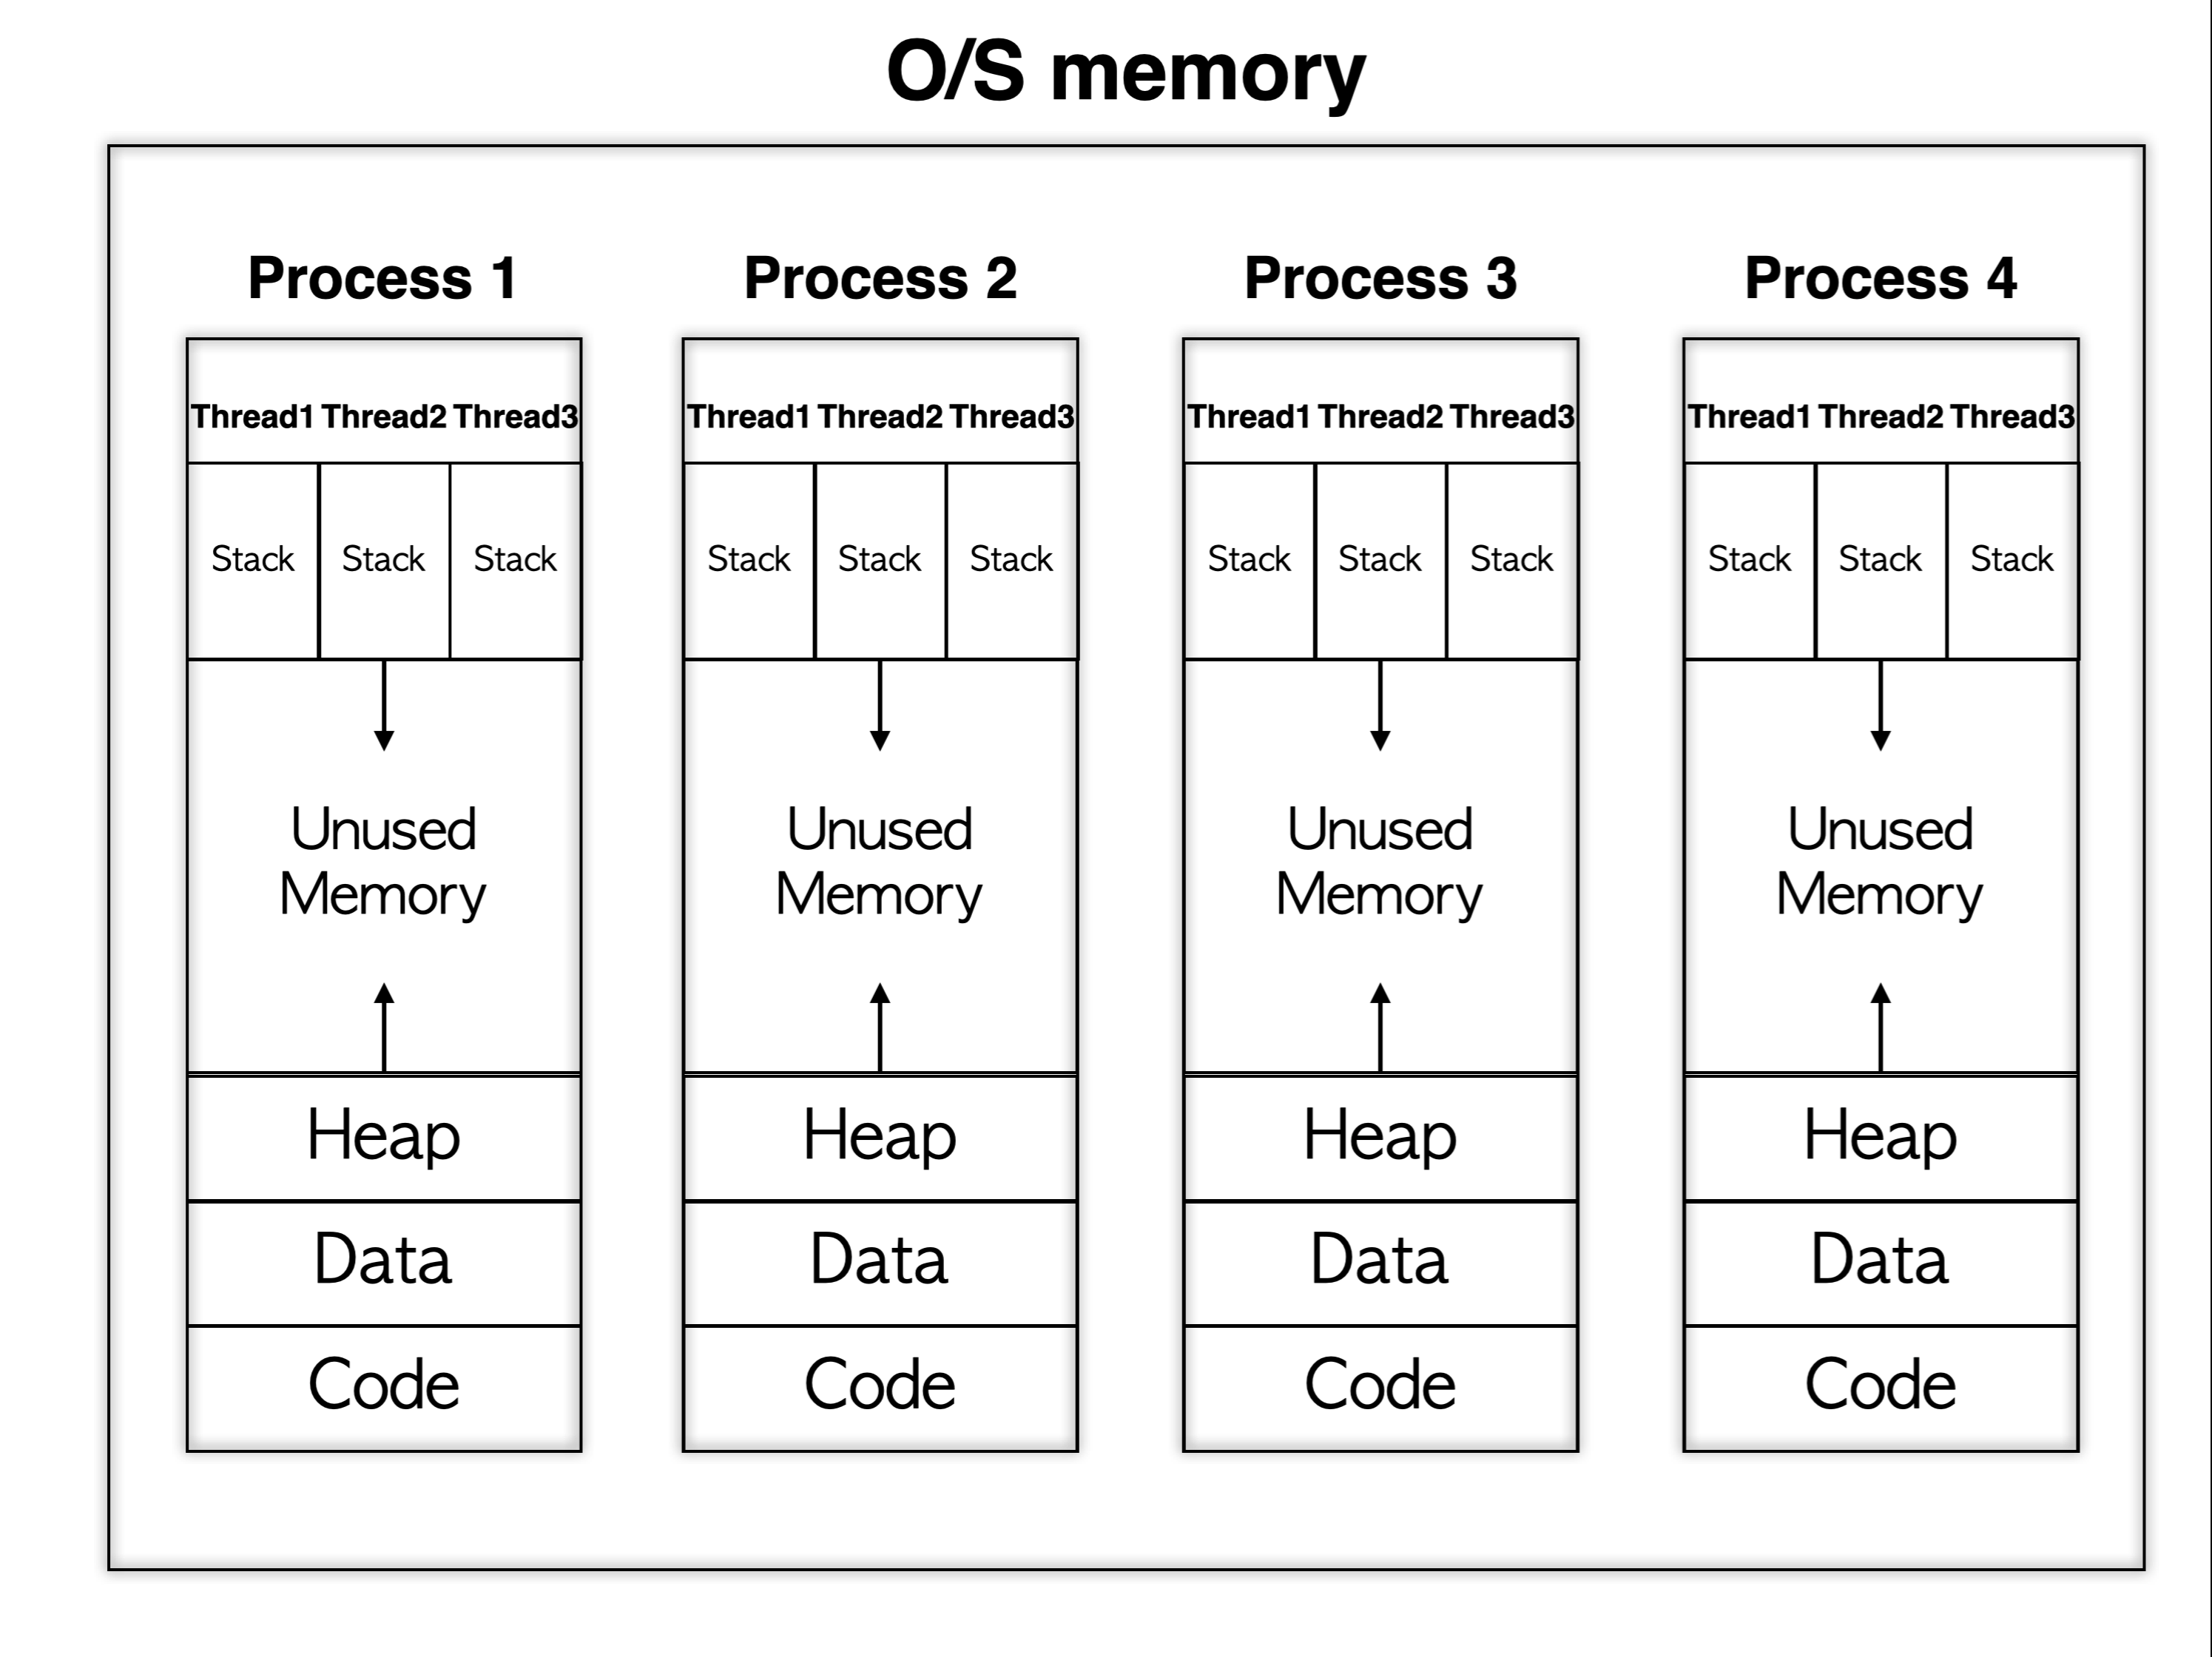 O/S memory
Process 1 Process 2 Process 3 Process 4
Thread1 Thread2 Thread3 Thread1 Thread2 Thread3 Thread1 Thread2 Thread3 Thread1 Thread2 Thread3
Stack Stack Stack Stack Stack Stack Stack Stack Stack Stack Stack Stack
Unused Unused Unused Unused
Memory Memory Memory Memory
Heap Heap Heap Heap
Data Data Data Data
Code Code Code Code